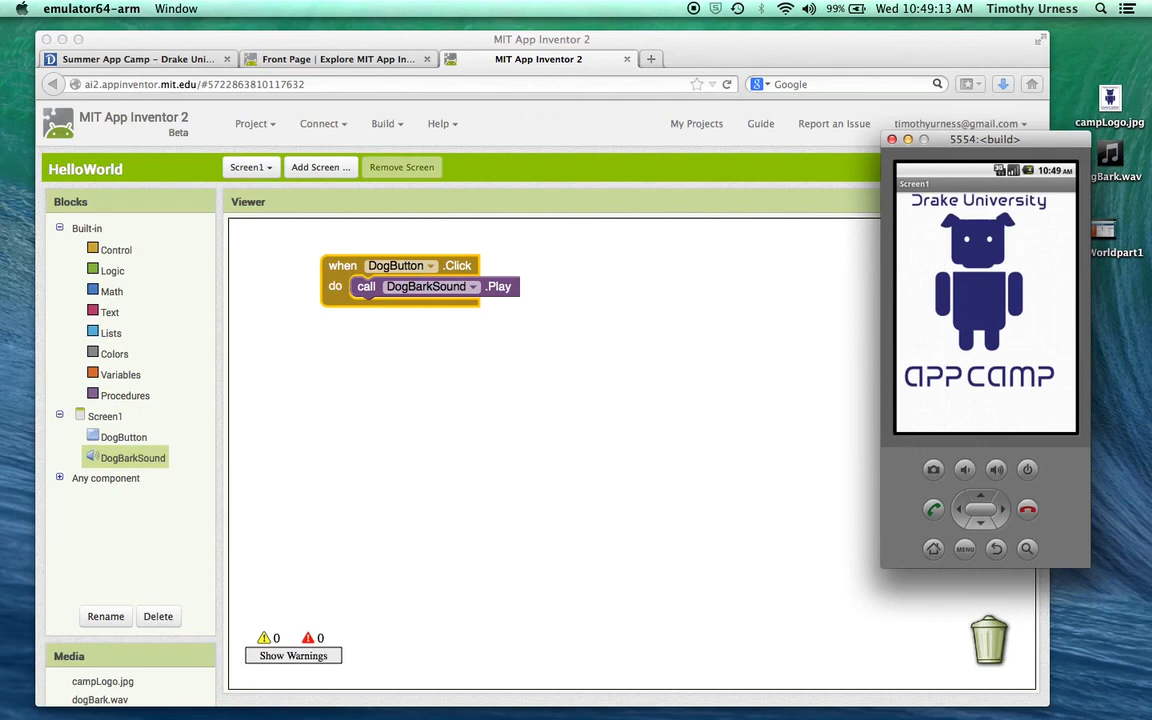 emulator64-arm Window 99% Wed 10:49:13 AM Timothy Urness
MIT App Inventor 2
Summer App Camp – Drake Uni...
Front Page | Explore MIT App In...
MIT App Inventor 2
ai2.appinventor.mit.edu/#5722863810117632
Google
MIT App Inventor 2
Beta
Project Connect Build Help
My Projects Guide Report an Issue timothyurness@gmail.com
HelloWorld Screen1 Add Screen ... Remove Screen
Blocks
Viewer
Built-in
Control
Logic
Math
Text
Lists
Colors
Variables
Procedures
Screen1
DogButton
DogBarkSound
Any component
Rename Delete
Media
campLogo.jpg
dogBark.wav
when DogButton .Click
do call DogBarkSound .Play
0 0
Show Warnings
5554:<build>
10:49 AM
Screen1
Drake University
APP CAMP
MENU
campLogo.jpg
gBark.wav
Worldpart1